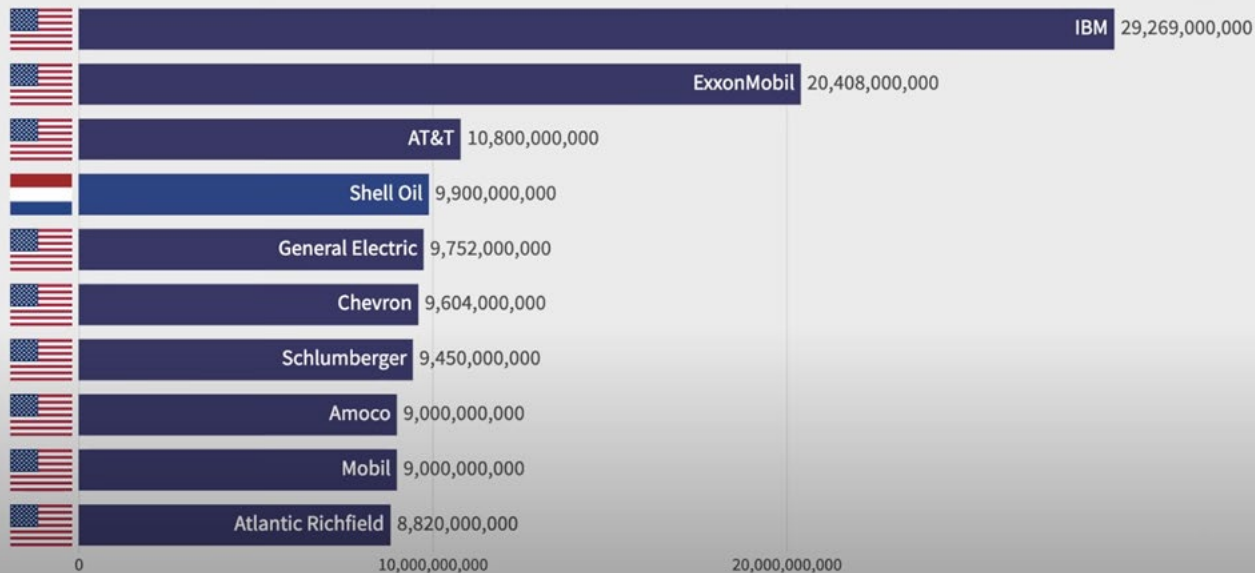 IBM 29,269,000,000
ExxonMobil 20,408,000,000
AT&T 10,800,000,000
Shell Oil 9,900,000,000
General Electric 9,752,000,000
Chevron 9,604,000,000
Schlumberger 9,450,000,000
Amoco 9,000,000,000
Mobil 9,000,000,000
Atlantic Richfield 8,820,000,000
0 10,000,000,000 20,000,000,000